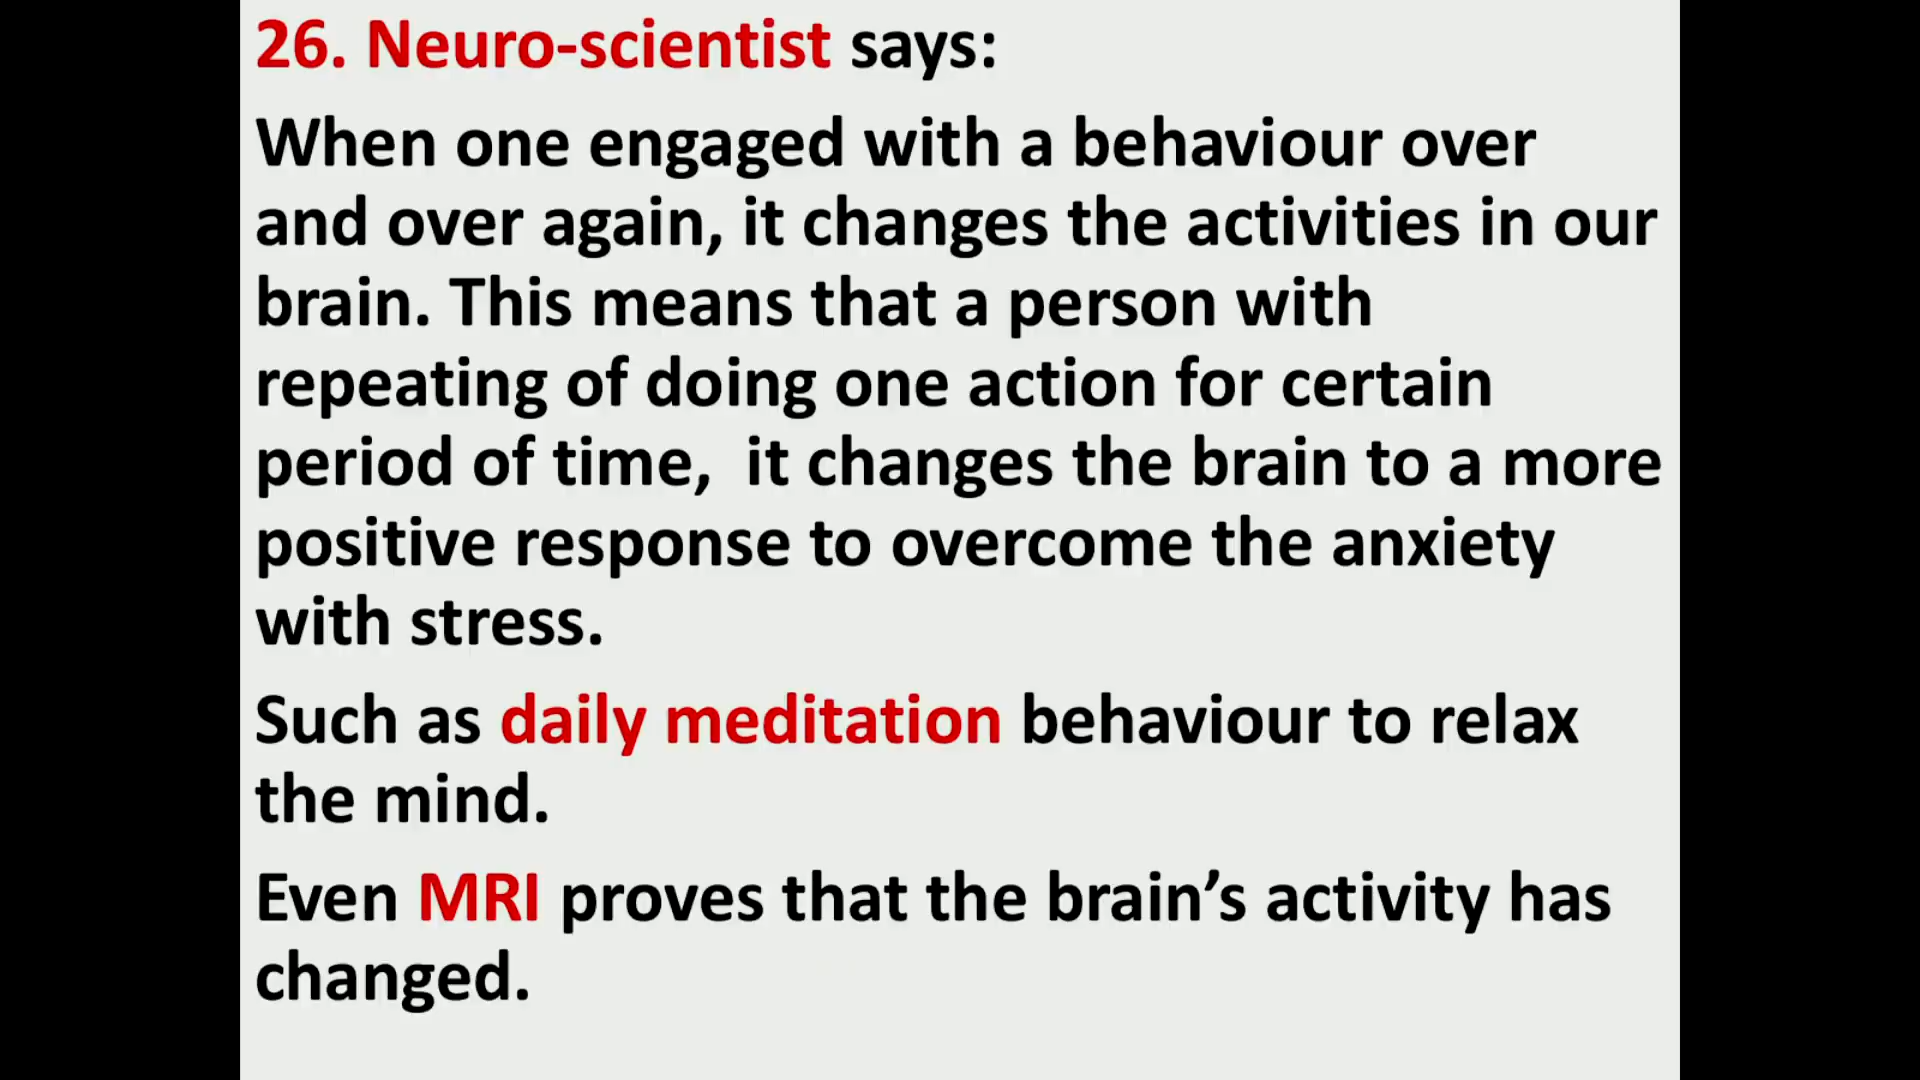 26. Neuro-scientist says:
When one engaged with a behaviour over
and over again, it changes the activities in our
brain. This means that a person with
repeating of doing one action for certain
period of time,  it changes the brain to a more
positive response to overcome the anxiety
with stress.
Such as daily meditation behaviour to relax
the mind.
Even MRI proves that the brain’s activity has
changed.